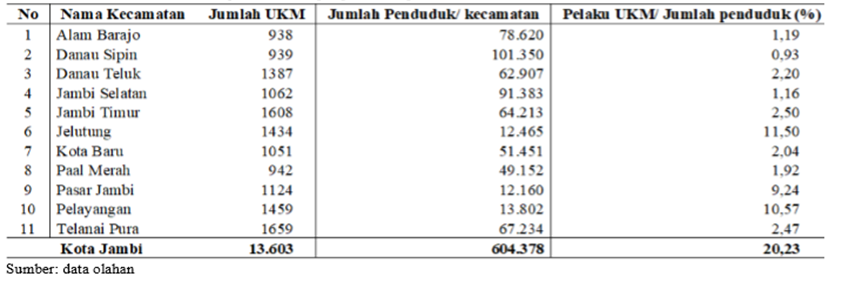 No Nama Kecamatan Jumlah UKM Jumlah Penduduk/ kecamatan Pelaku UKM/ Jumlah penduduk (%)
1 Alam Barajo 938 78.620 1,19
2 Danau Sipin 939 101.350 0,93
3 Danau Teluk 1387 62.907 2,20
4 Jambi Selatan 1062 91.383 1,16
5 Jambi Timur 1608 64.213 2,50
6 Jelutung 1434 12.465 11,50
7 Kota Baru 1051 51.451 2,04
8 Paal Merah 942 49.152 1,92
9 Pasar Jambi 1124 12.160 9,24
10 Pelayangan 1459 13.802 10,57
11 Telanai Pura 1659 67.234 2,47
Kota Jambi 13.603 604.378 20,23
Sumber: data olahan